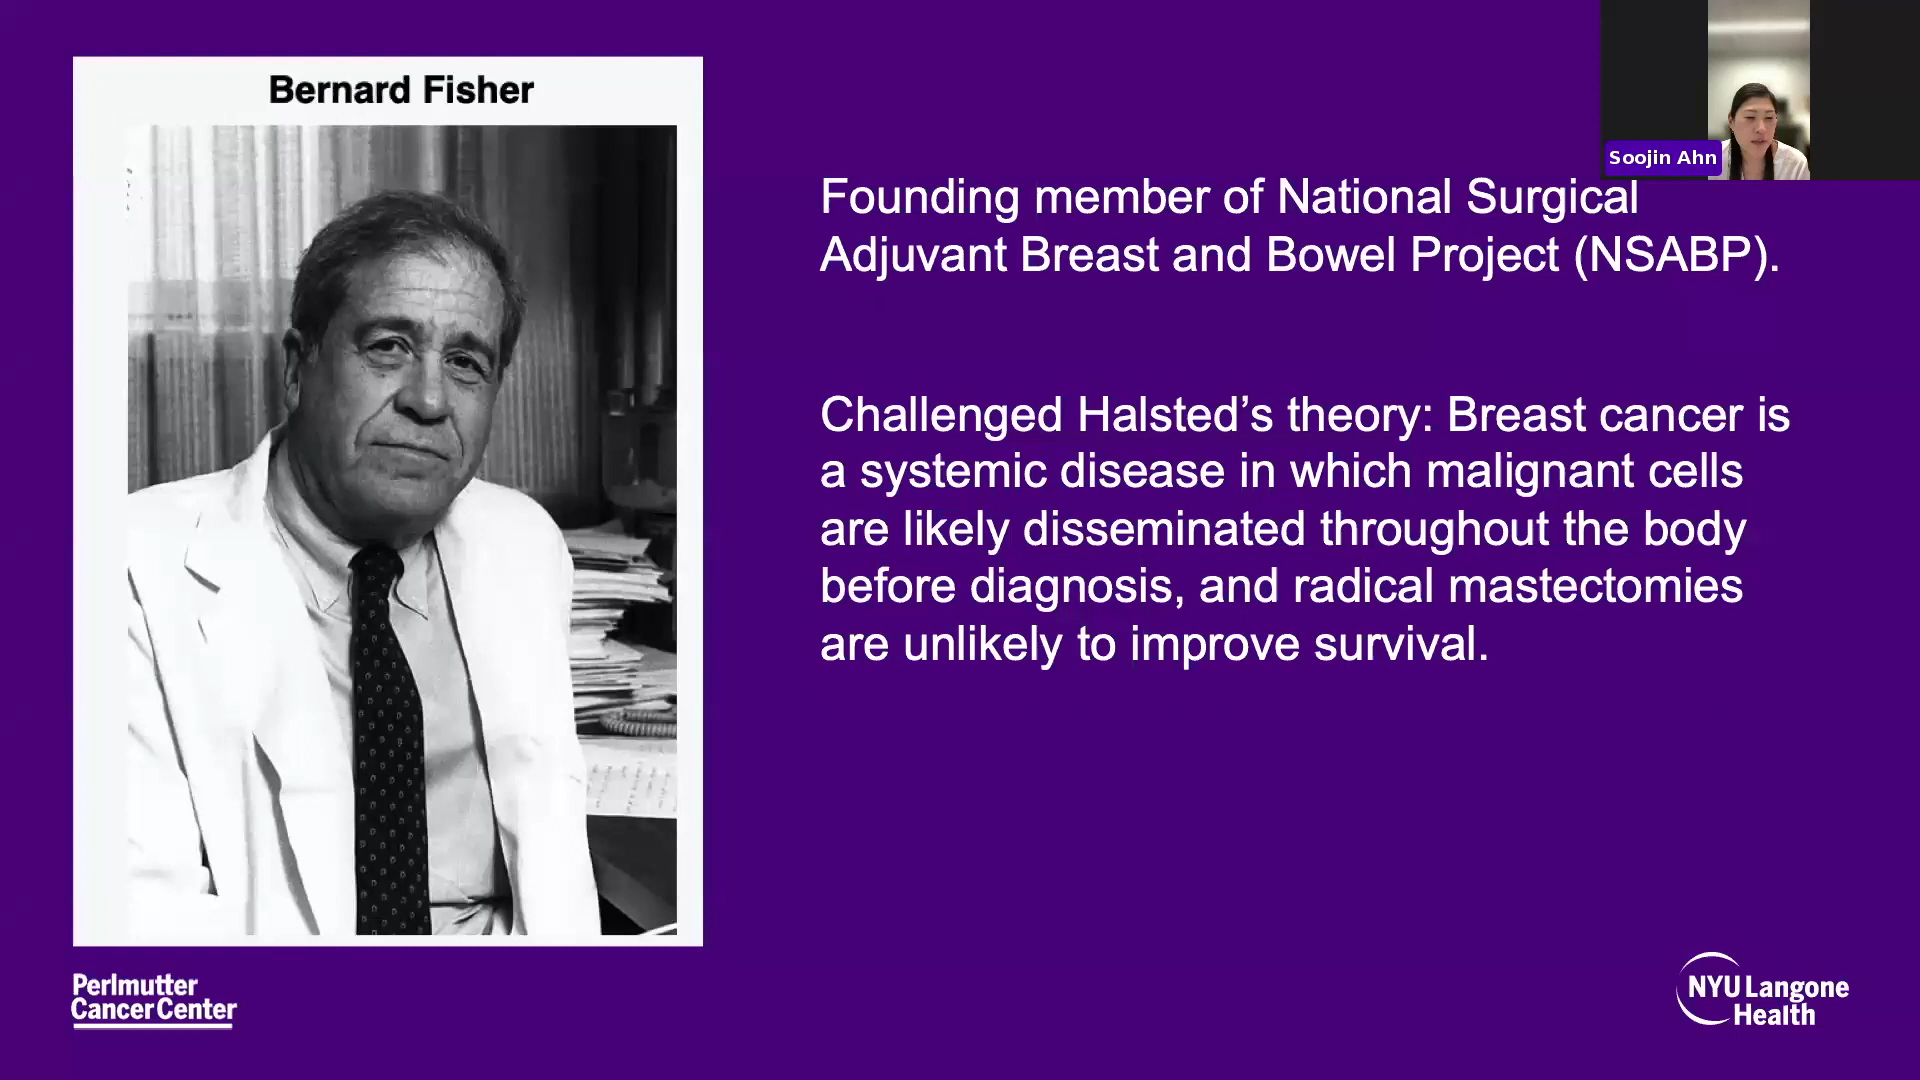 Bernard Fisher
Soojin Ahn
Founding member of National Surgical
Adjuvant Breast and Bowel Project (NSABP).
Challenged Halsted’s theory: Breast cancer is
a systemic disease in which malignant cells
are likely disseminated throughout the body
before diagnosis, and radical mastectomies
are unlikely to improve survival.
Perlmutter
Cancer Center
NYU Langone
Health